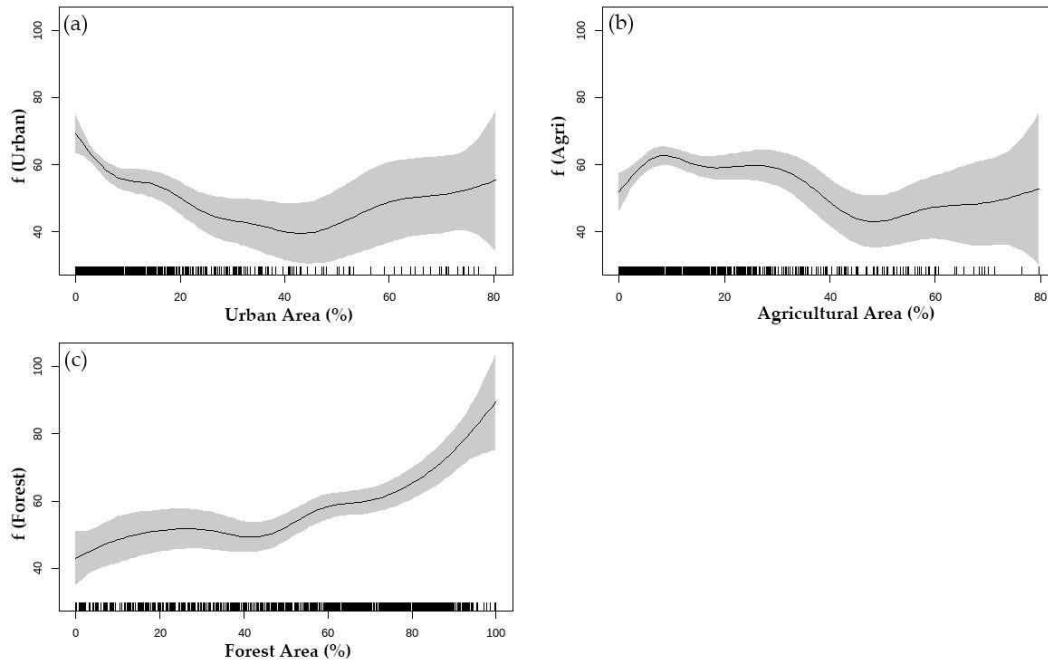 (a)
100
80
60
40
f (Urban)
0 20 40 60 80
Urban Area (%)
(b)
100
80
60
40
f (Agri)
0 20 40 60 80
Agricultural Area (%)
(c)
100
80
60
40
f (Forest)
0 20 40 60 80 100
Forest Area (%)